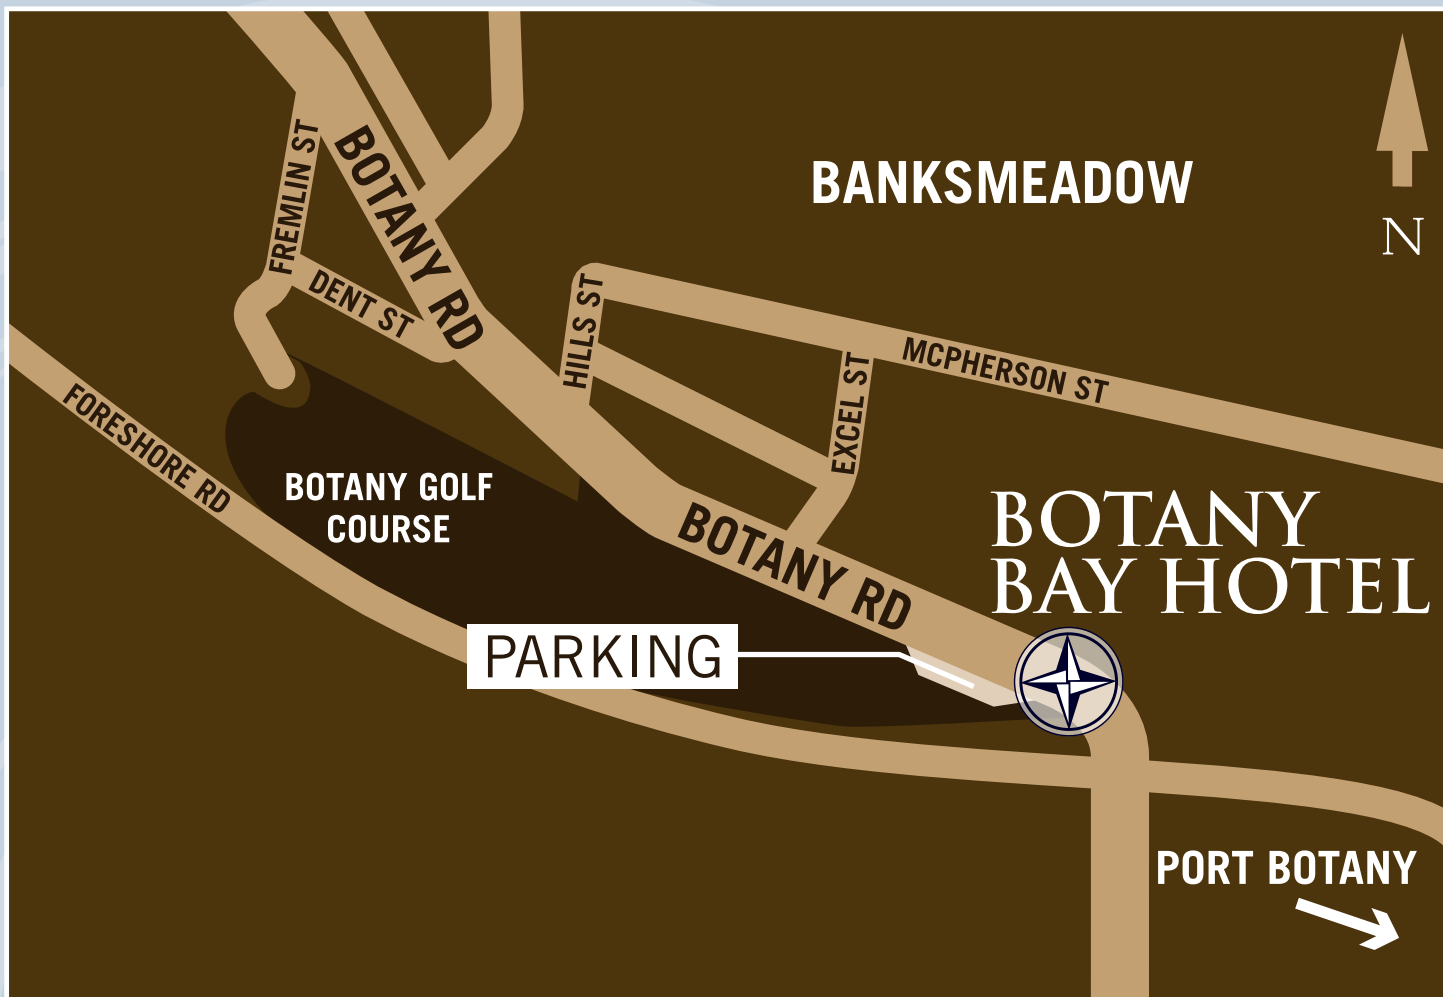 FREMLIN ST
BOTANY RD
BANKSMEADOW
N
DENT ST
HILLS ST
MCPHERSON ST
EXCEL ST
FORESHORE RD
BOTANY GOLF
COURSE
BOTANY RD
BOTANY
BAY HOTEL
PARKING
PORT BOTANY